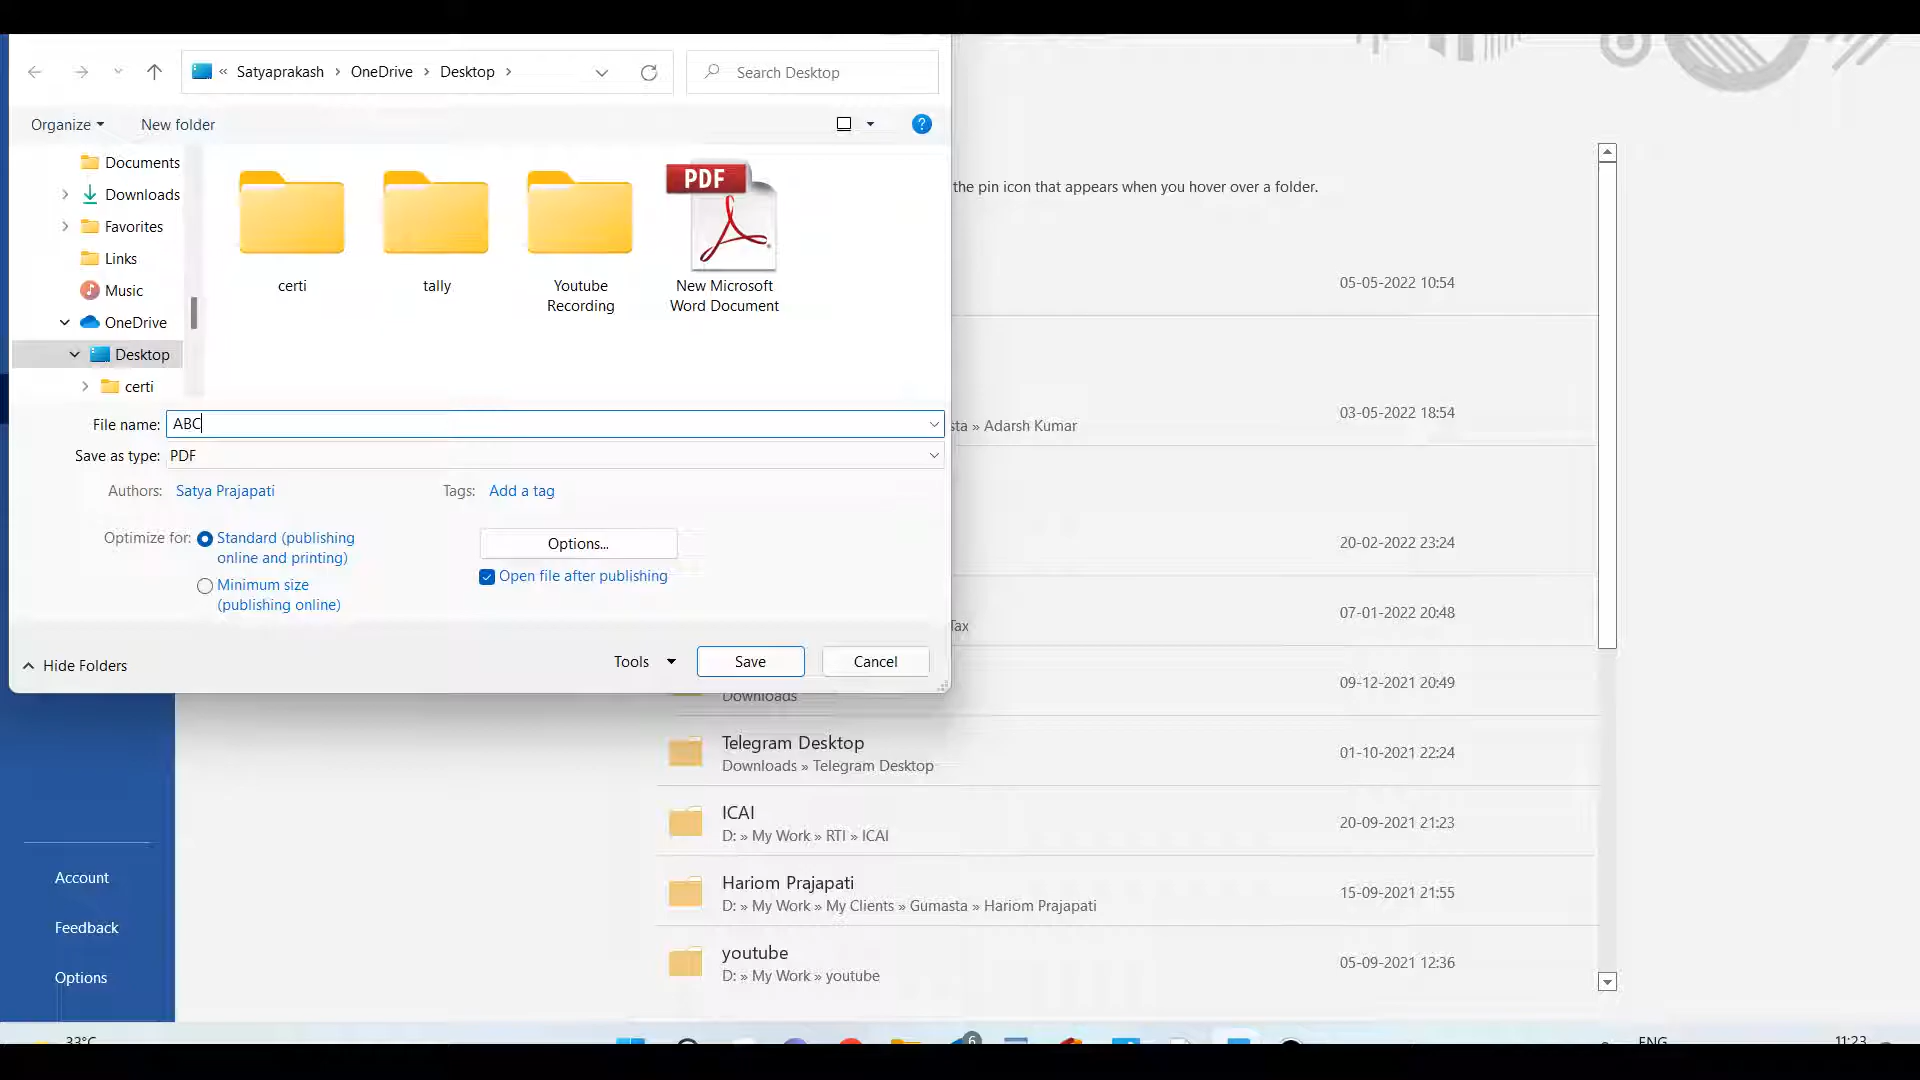 « Satyaprakash › OneDrive › Desktop ›
Search Desktop
Organize
New folder
?
Documents
Downloads
Favorites
Links
Music
OneDrive
Desktop
certi
certi
tally
Youtube
Recording
PDF
New Microsoft
Word Document
File name: ABC
Save as type: PDF
Authors: Satya Prajapati
Tags: Add a tag
Optimize for: Standard (publishing
online and printing)
Minimum size
(publishing online)
Options...
Open file after publishing
Hide Folders
Tools
Save
Cancel
the pin icon that appears when you hover over a folder.
05-05-2022 10:54
03-05-2022 18:54
sta » Adarsh Kumar
20-02-2022 23:24
07-01-2022 20:48
Tax
09-12-2021 20:49
Downloads
Telegram Desktop
Downloads » Telegram Desktop
01-10-2021 22:24
ICAI
D: » My Work » RTI » ICAI
20-09-2021 21:23
Hariom Prajapati
D: » My Work » My Clients » Gumasta » Hariom Prajapati
15-09-2021 21:55
youtube
D: » My Work » youtube
05-09-2021 12:36
Account
Feedback
Options
33°C
6
ENG
11:23